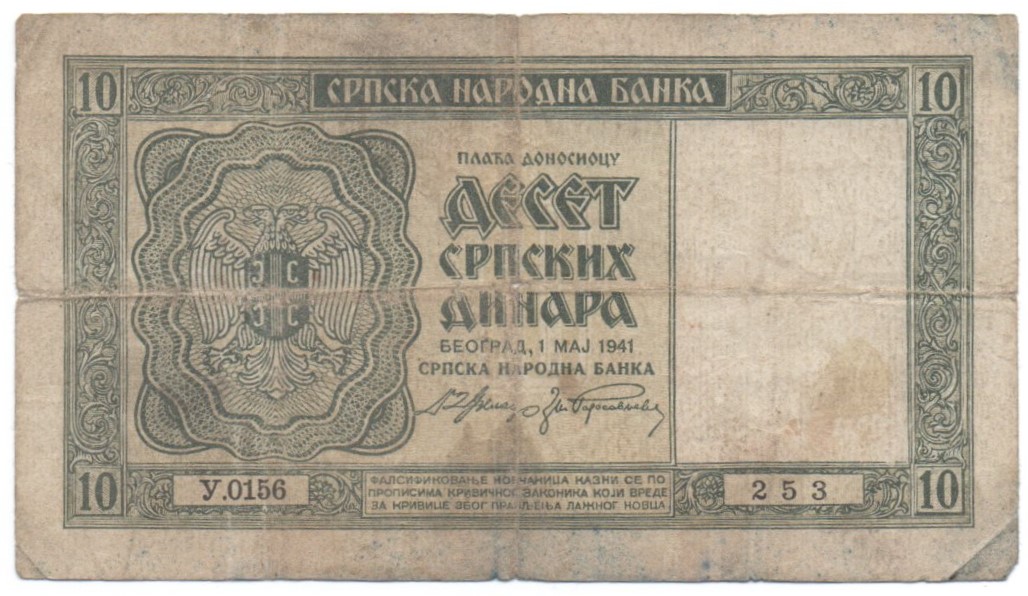 10 СРПСКА НАРОДНА БАНКА 10
ПЛАЋА ДОНОСИОЦУ
ДЕСЕТ
СРПСКИХ
ДИНАРА
БЕОГРАД, 1 МАЈ 1941
СРПСКА НАРОДНА БАНКА
C C
C C
10 У.0156
ФАЛСИФИКОВАЊЕ НОВЧАНИЦА КАЗНИ СЕ ПО
ПРОПИСИМА КРИВИЧНОГ ЗАКОНИКА КОЈИ ВРЕДЕ
ЗА КРИВИЦЕ ЗБОГ ПРАВЉЕЊА ЛАЖНОГ НОВЦА
253 10